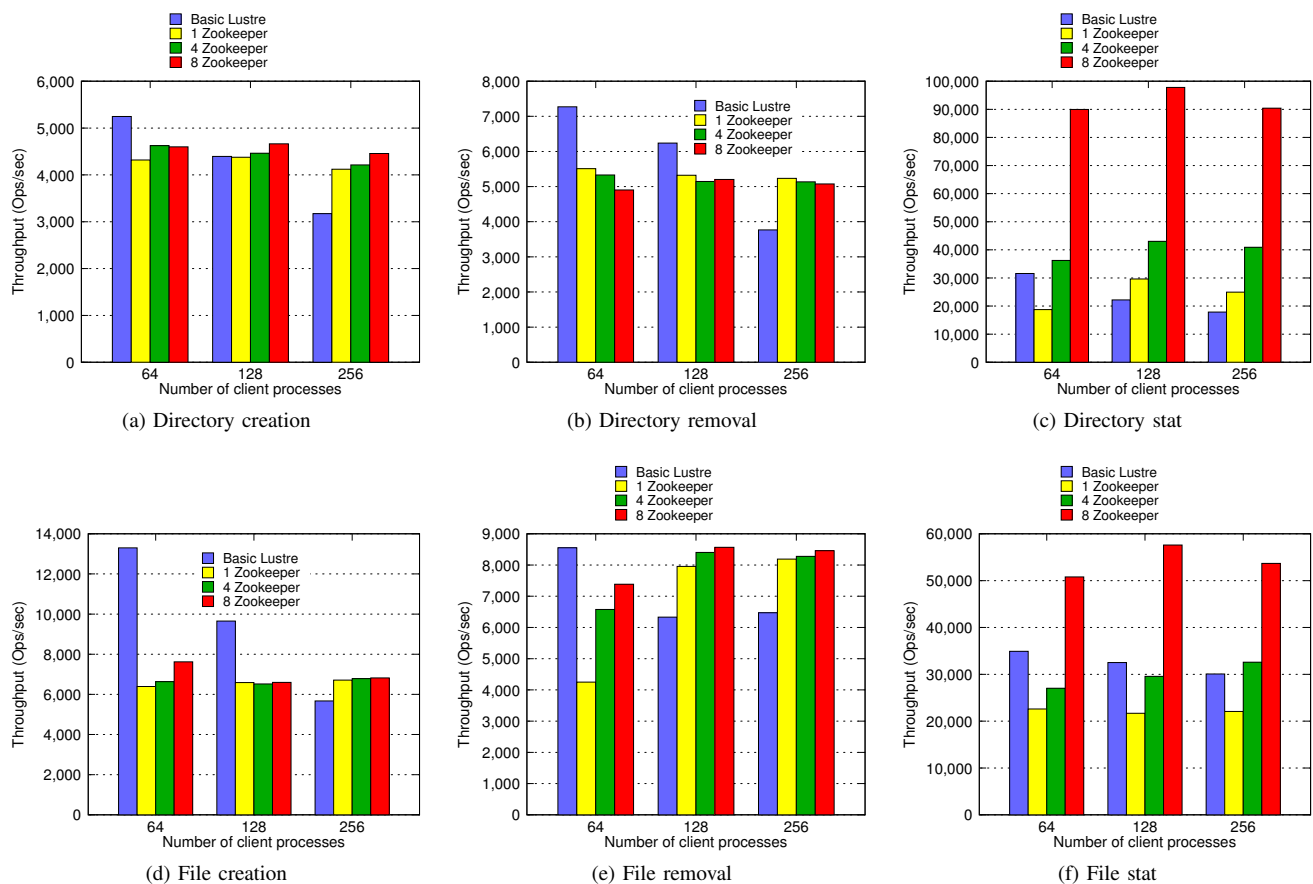 Basic Lustre
1 Zookeeper
4 Zookeeper
8 Zookeeper
6,000
5,000
4,000
3,000
2,000
1,000
0
Throughput (Ops/sec)
64 128 256
Number of client processes
(a) Directory creation
8,000
7,000
6,000
5,000
4,000
3,000
2,000
1,000
0
Throughput (Ops/sec)
Basic Lustre
1 Zookeeper
4 Zookeeper
8 Zookeeper
64 128 256
Number of client processes
(b) Directory removal
Basic Lustre
1 Zookeeper
4 Zookeeper
8 Zookeeper
100,000
90,000
80,000
70,000
60,000
50,000
40,000
30,000
20,000
10,000
0
Throughput (Ops/sec)
64 128 256
Number of client processes
(c) Directory stat
14,000
12,000
10,000
8,000
6,000
4,000
2,000
0
Throughput (Ops/sec)
Basic Lustre
1 Zookeeper
4 Zookeeper
8 Zookeeper
64 128 256
Number of client processes
(d) File creation
Basic Lustre
1 Zookeeper
4 Zookeeper
8 Zookeeper
9,000
8,000
7,000
6,000
5,000
4,000
3,000
2,000
1,000
0
Throughput (Ops/sec)
64 128 256
Number of client processes
(e) File removal
Basic Lustre
1 Zookeeper
4 Zookeeper
8 Zookeeper
60,000
50,000
40,000
30,000
20,000
10,000
0
Throughput (Ops/sec)
64 128 256
Number of client processes
(f) File stat